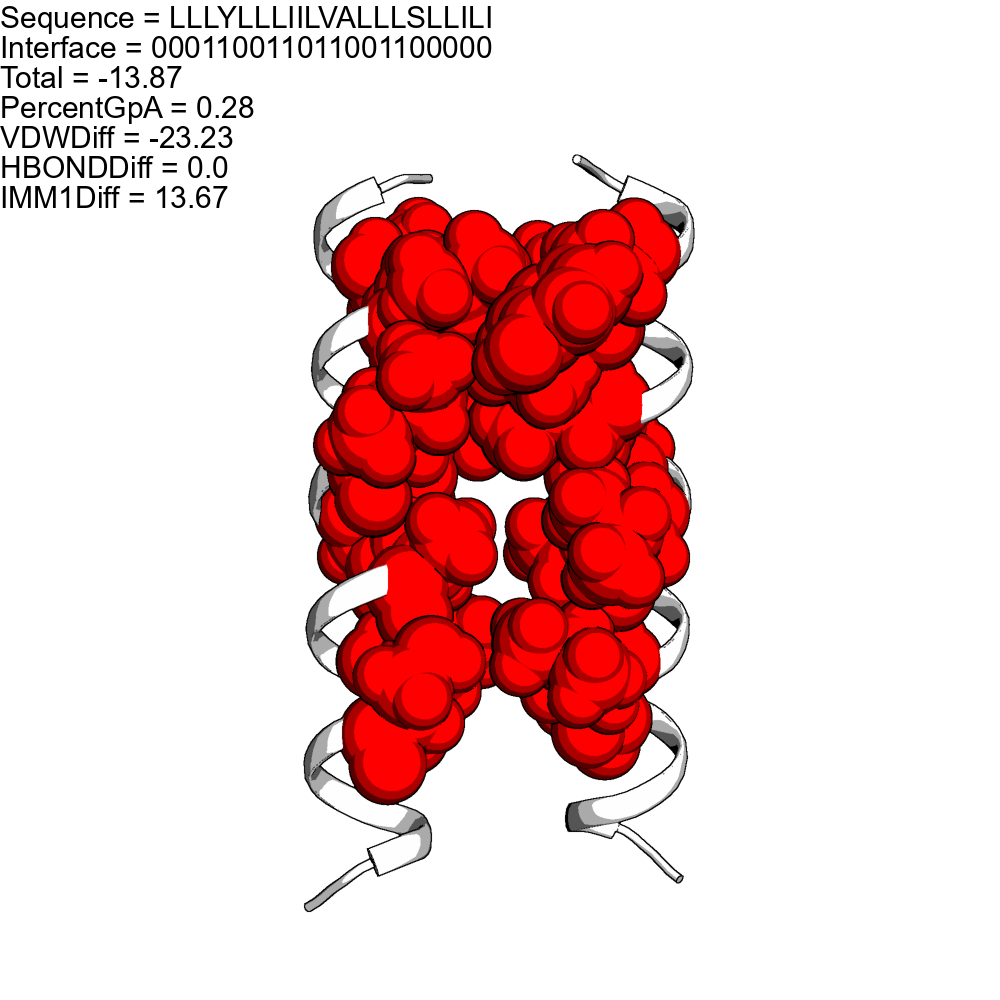 Sequence = LLLYLLLIILVALLLSLLILI
Interface = 000110011011001100000
Total = -13.87
PercentGpA = 0.28
VDWDiff = -23.23
HBONDDiff = 0.0
IMM1Diff = 13.67